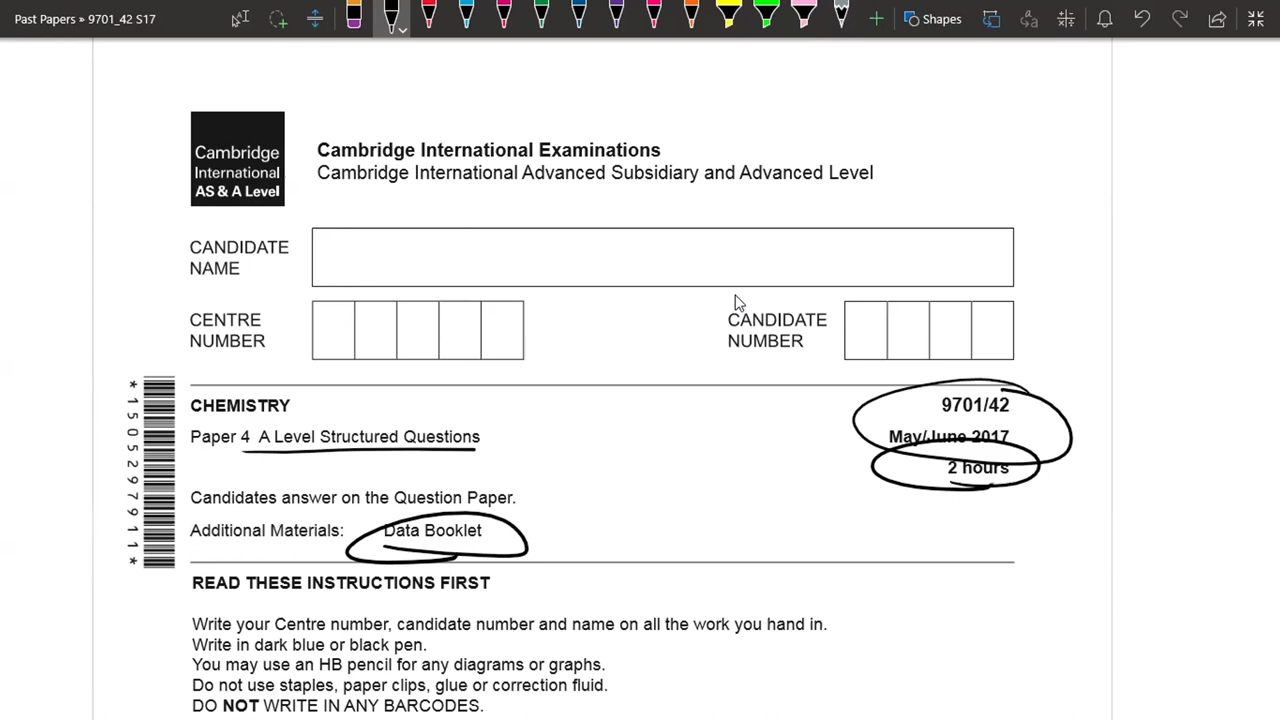 Past Papers » 9701_42 S17
Shapes
Cambridge
International
AS & A Level
Cambridge International Examinations
Cambridge International Advanced Subsidiary and Advanced Level
CANDIDATE
NAME
CENTRE
NUMBER
CANDIDATE
NUMBER
*1505297911*
CHEMISTRY
9701/42
Paper 4 A Level Structured Questions
May/June 2017
2 hours
Candidates answer on the Question Paper.
Additional Materials: Data Booklet
READ THESE INSTRUCTIONS FIRST
Write your Centre number, candidate number and name on all the work you hand in.
Write in dark blue or black pen.
You may use an HB pencil for any diagrams or graphs.
Do not use staples, paper clips, glue or correction fluid.
DO NOT WRITE IN ANY BARCODES.